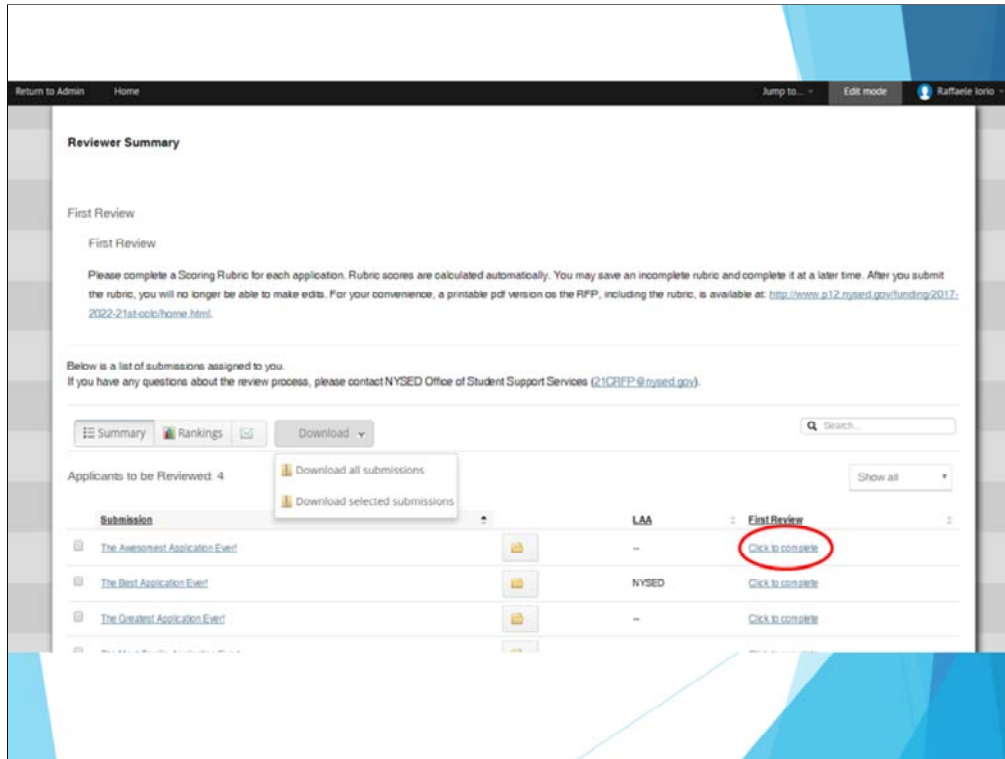 Return to Admin Home Jump to... Edit mode Raffaele Iorio
Reviewer Summary
First Review
First Review
Please complete a Scoring Rubric for each application. Rubric scores are calculated automatically. You may save an incomplete rubric and complete it at a later time. After you submit
the rubric, you will no longer be able to make edits. For your convenience, a printable pdf version os the RFP, including the rubric, is available at: http://www.p12.nysed.gov/funding/2017-
2022-21st-cclc/home.html.
Below is a list of submissions assigned to you.
If you have any questions about the review process, please contact NYSED Office of Student Support Services (21CRFP@nysed.gov).
Summary Rankings Download Search...
Applicants to be Reviewed: 4 Download all submissions Show all
Download selected submissions
Submission LAA First Review
The Awesomest Application Ever! -- Click to complete
The Best Application Ever! NYSED Click to complete
The Greatest Application Ever! -- Click to complete